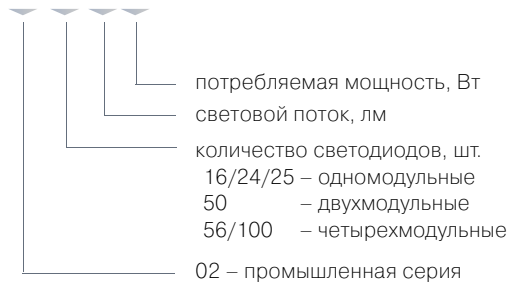 потребляемая мощность, Вт
световой поток, лм
количество светодиодов, шт.
16/24/25 – одномодульные
50 – двухмодульные
56/100 – четырехмодульные
02 – промышленная серия